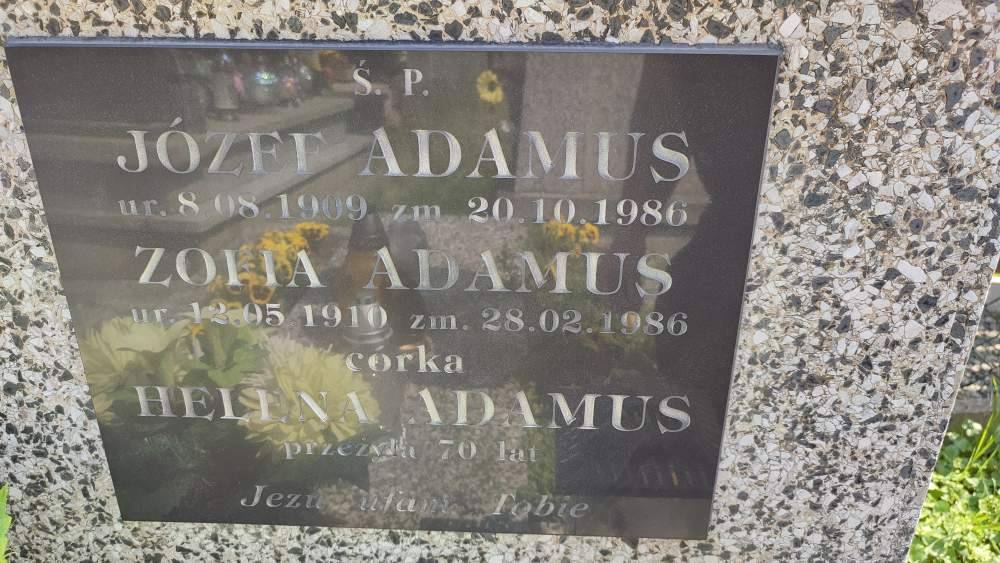 Ś. P.
JÓZEF ADAMUS
ur. 8.08.1909 zm 20.10.1986
ZOFIA ADAMUS
ur. 12.05.1910 zm. 28.02.1986
córka
HELENA ADAMUS
przeżyła 70 lat
Jezu ufam Tobie